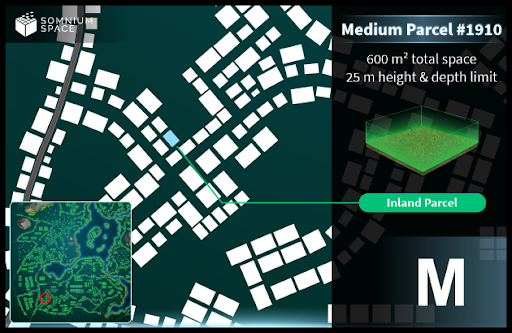 SOMNIUM
SPACE
Medium Parcel #1910
600 m² total space
25 m height & depth limit
Inland Parcel
M